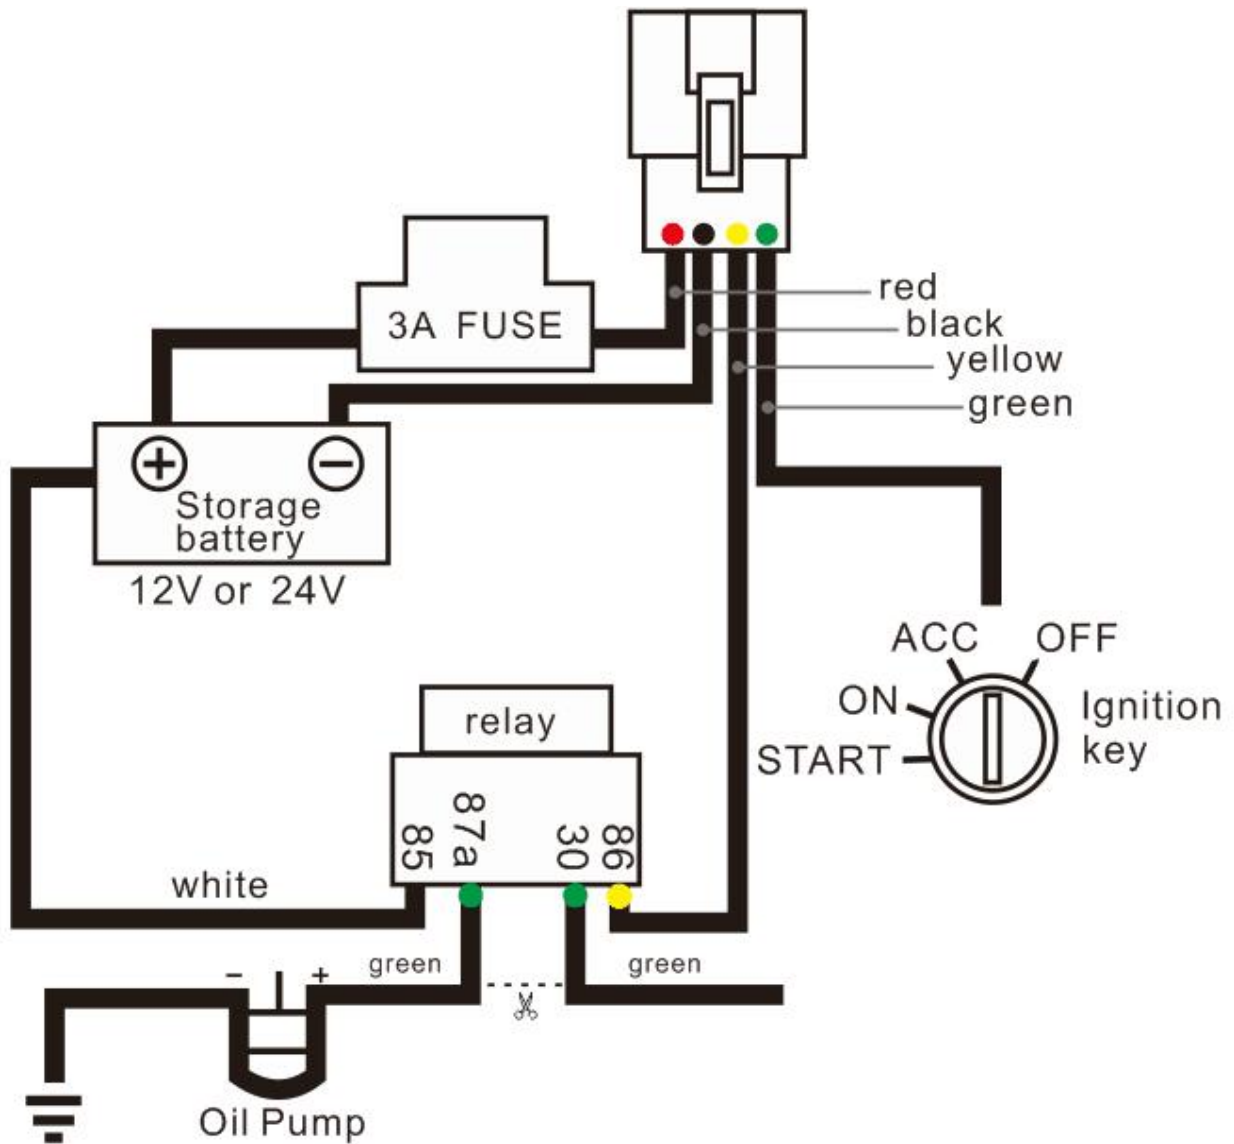 red
black
3A FUSE
yellow
green
+
−
Storage
battery
12V or 24V
ACC
OFF
ON
Ignition
key
START
relay
85
87a
30
86
white
green
green
−
+
Oil Pump